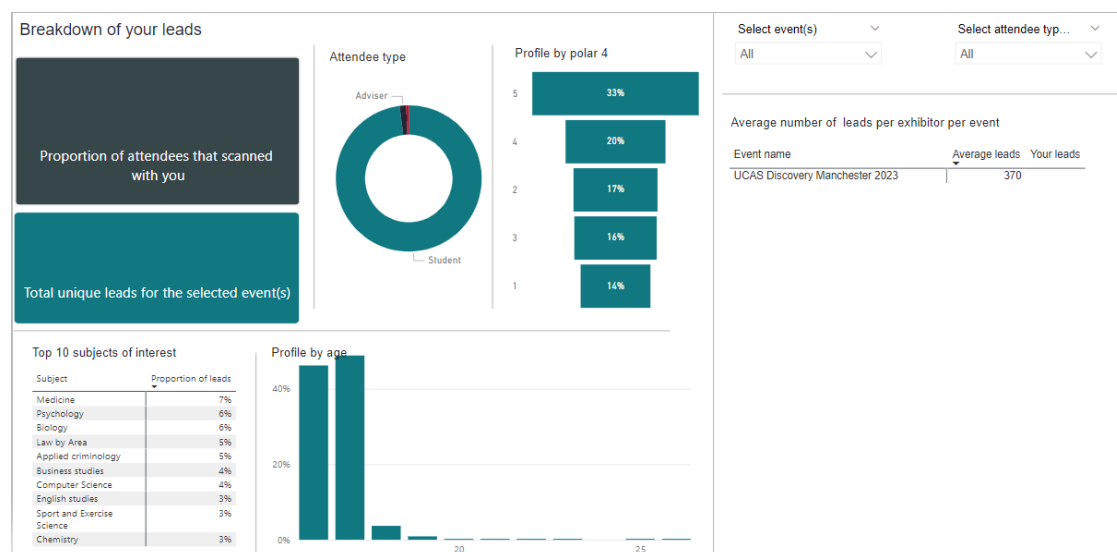 Breakdown of your leads
Proportion of attendees that scanned
with you
Total unique leads for the selected event(s)
Attendee type
Adviser
Student
Profile by polar 4
5 33%
4 20%
2 17%
3 16%
1 14%
Select event(s)
All
Select attendee typ...
All
Average number of leads per exhibitor per event
Event name Average leads Your leads
UCAS Discovery Manchester 2023 370
Top 10 subjects of interest
Subject Proportion of leads
Medicine 7%
Psychology 6%
Biology 6%
Law by Area 5%
Applied criminology 5%
Business studies 4%
Computer Science 4%
English studies 3%
Sport and Exercise 3%
Science
Chemistry 3%
Profile by age
40%
20%
0%
20 25